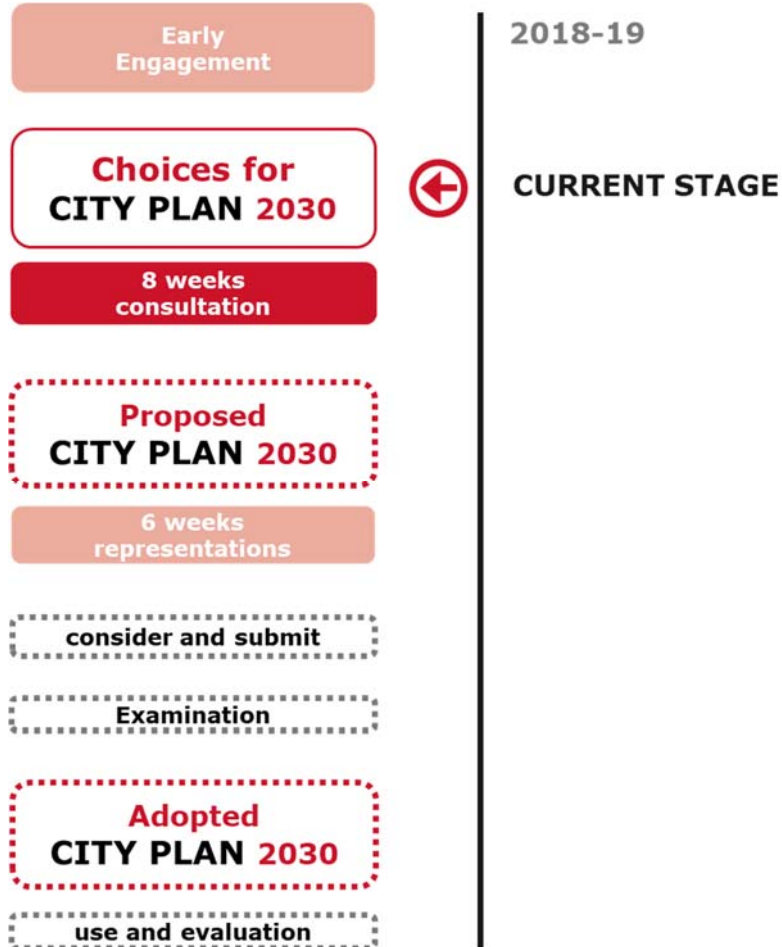 Early
Engagement
2018-19
Choices for
CITY PLAN 2030
CURRENT STAGE
8 weeks
consultation
Proposed
CITY PLAN 2030
6 weeks
representations
consider and submit
Examination
Adopted
CITY PLAN 2030
use and evaluation